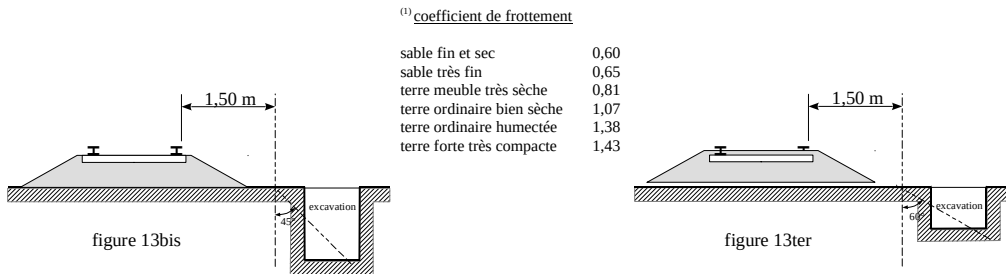 (1) coefficient de frottement
sable fin et sec 0,60
sable très fin 0,65
terre meuble très sèche 0,81
terre ordinaire bien sèche 1,07
terre ordinaire humectée 1,38
terre forte très compacte 1,43
1,50 m
excavation
45°
figure 13bis
1,50 m
excavation
60°
figure 13ter